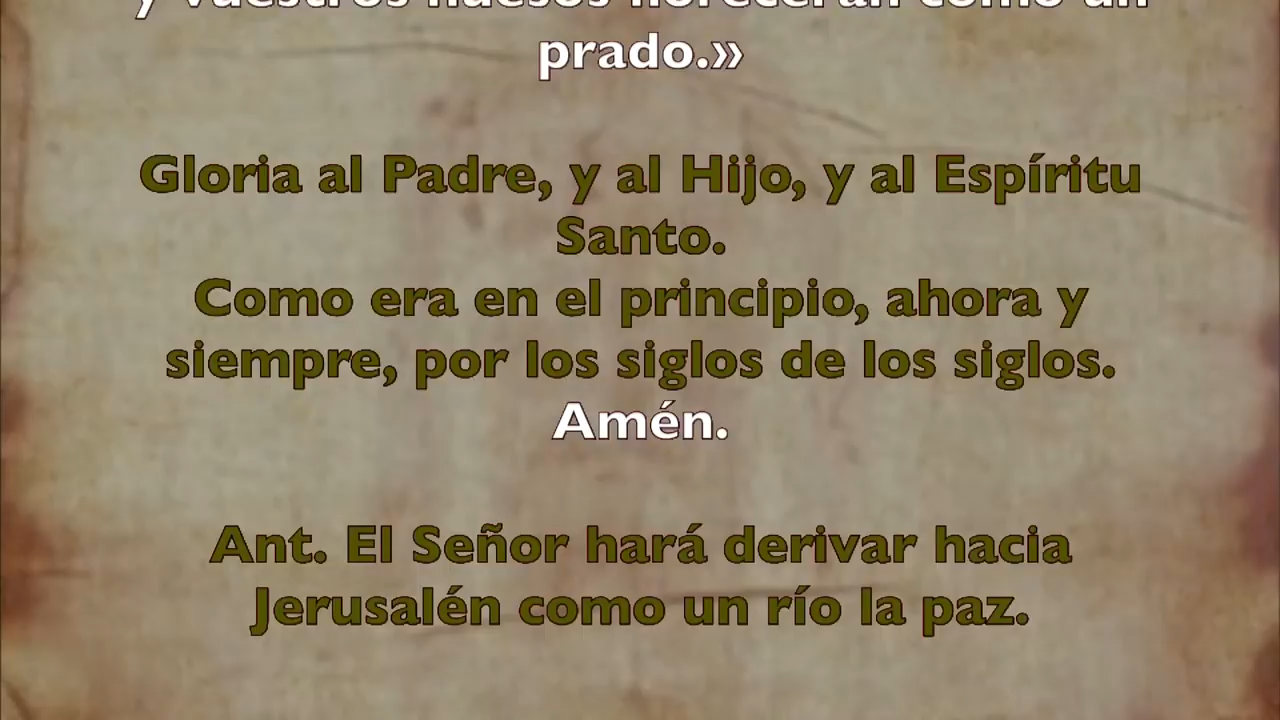 y vuestros huesos florecerán como un
prado.»
Gloria al Padre, y al Hijo, y al Espíritu
Santo.
Como era en el principio, ahora y
siempre, por los siglos de los siglos.
Amén.
Ant. El Señor hará derivar hacia
Jerusalén como un río la paz.